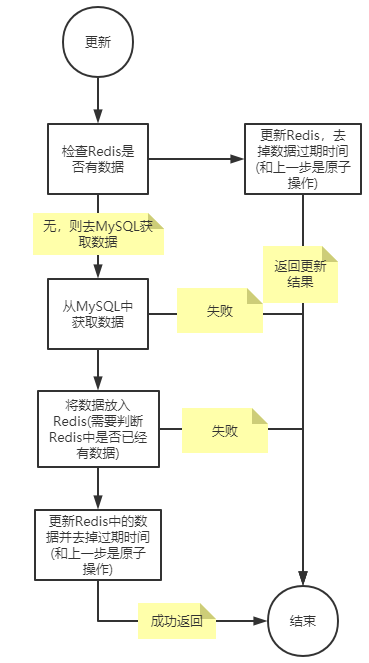 更新
检查Redis是
否有数据
更新Redis，去
掉数据过期时间
(和上一步是原子
操作)
无，则去MySQL获
取数据
返回更新
结果
从MySQL中
获取数据
失败
将数据放入
Redis(需要判断
Redis中是否已经
有数据)
失败
更新Redis中的数
据并去掉过期时间
(和上一步是原子
操作)
成功返回
结束